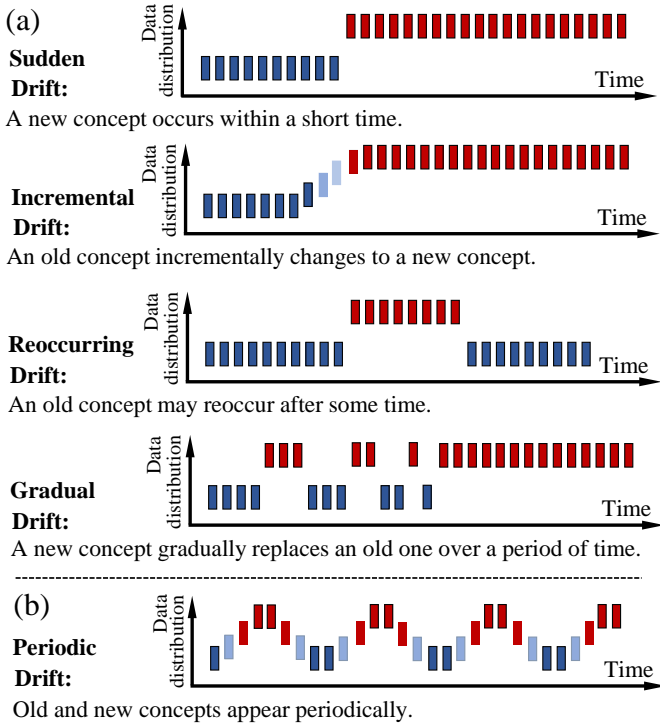 (a)
Data
distribution
Sudden
Drift:
Time
A new concept occurs within a short time.
Data
distribution
Incremental
Drift:
Time
An old concept incrementally changes to a new concept.
Data
distribution
Reoccurring
Drift:
Time
An old concept may reoccur after some time.
Data
distribution
Gradual
Drift:
Time
A new concept gradually replaces an old one over a period of time.
(b)
Data
distribution
Periodic
Drift:
Time
Old and new concepts appear periodically.